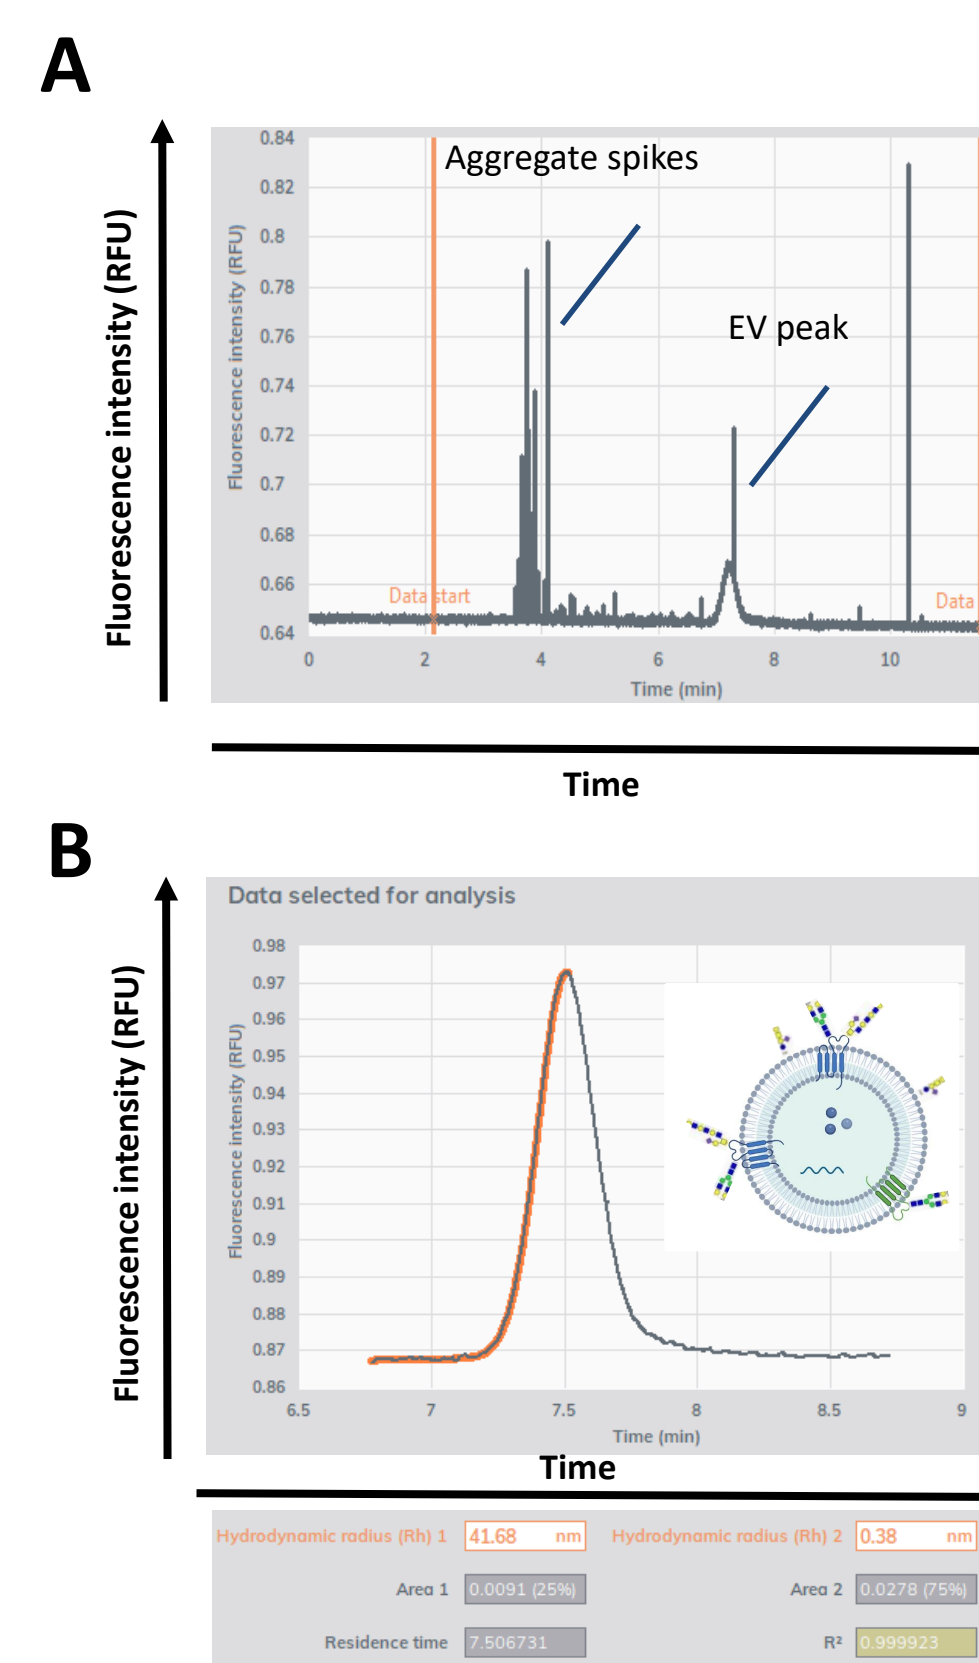 A
Fluorescence intensity (RFU)
Fluorescence intensity (RFU)
0.84
0.82
0.8
0.78
0.76
0.74
0.72
0.7
0.68
0.66
0.64
Aggregate spikes
EV peak
Data start
Data
0 2 4 6 8 10
Time (min)
Time
B
Fluorescence intensity (RFU)
Data selected for analysis
Fluorescence intensity (RFU)
0.98
0.97
0.96
0.95
0.94
0.93
0.92
0.91
0.9
0.89
0.88
0.87
0.86
6.5 7 7.5 8 8.5 9
Time (min)
Time
Hydrodynamic radius (Rh) 1 41.68 nm Hydrodynamic radius (Rh) 2 0.38 nm
Area 1 0.0091 (25%) Area 2 0.0278 (75%)
Residence time 7.506731 R² 0.999923